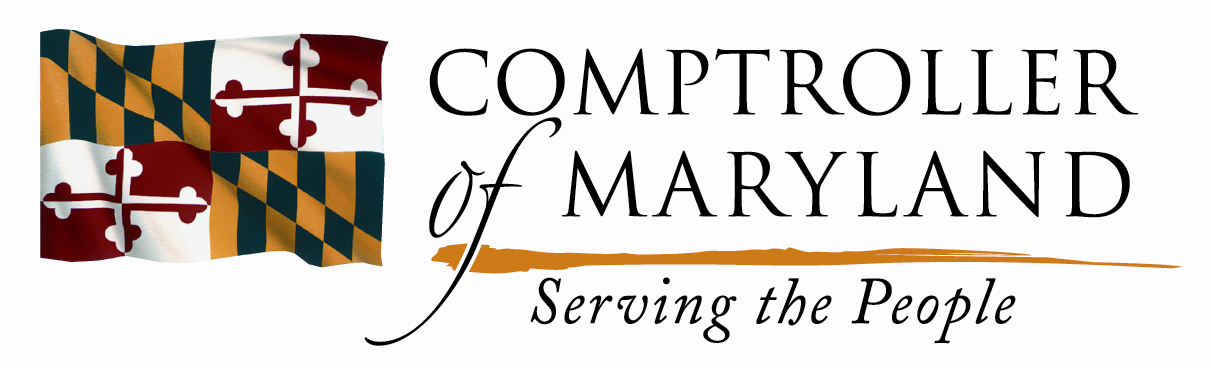 COMPTROLLER
of MARYLAND
Serving the People